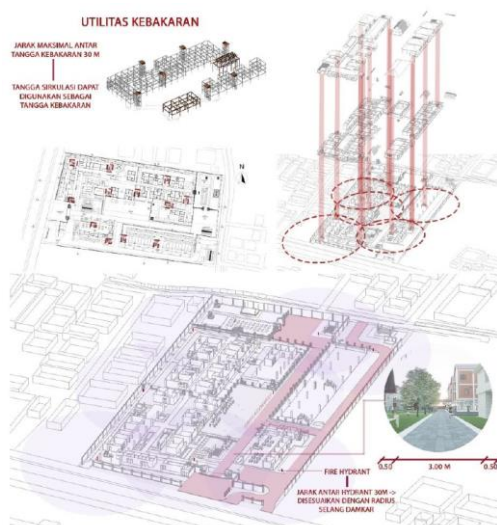 UTILITAS KEBAKARAN
JARAK MAKSIMAL ANTAR
TANGGA KEBAKARAN 30 M
TANGGA SIRKULASI DAPAT
DIGUNAKAN SEBAGAI
TANGGA KEBAKARAN
N
0.50 3.00 M 0.50
FIRE HYDRANT
JARAK ANTAR HYDRANT 30M ->
DISESUAIKAN DENGAN RADIUS
SELANG DAMKAR